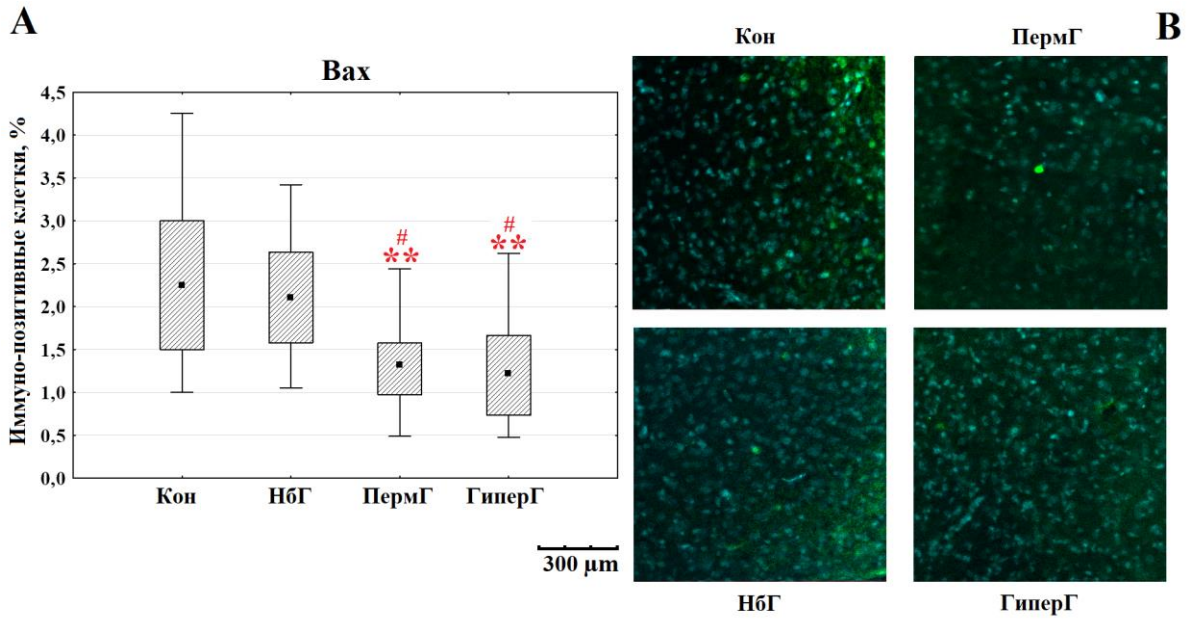 A
Bax
Иммуно-позитивные клетки, %
4,5
4,0
3,5
3,0
2,5
2,0
1,5
1,0
0,5
0,0
#
**
#
**
Кон
НбГ
ПермГ
ГиперГ
300 µm
B
Кон
ПермГ
НбГ
ГиперГ